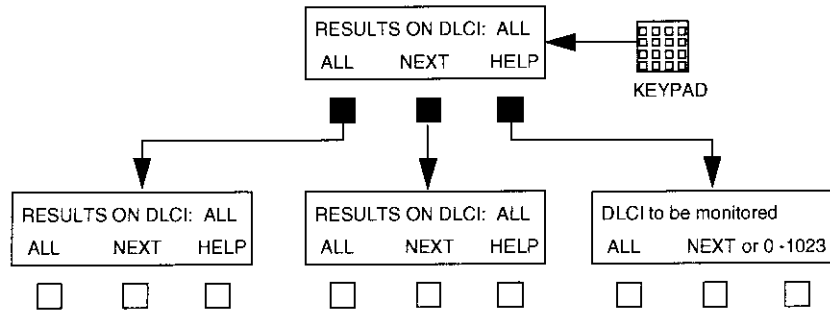 RESULTS ON DLCI: ALL
ALL NEXT HELP
KEYPAD
RESULTS ON DLCI: ALL
ALL NEXT HELP
RESULTS ON DLCI: ALL
ALL NEXT HELP
DLCI to be monitored
ALL NEXT or 0 -1023